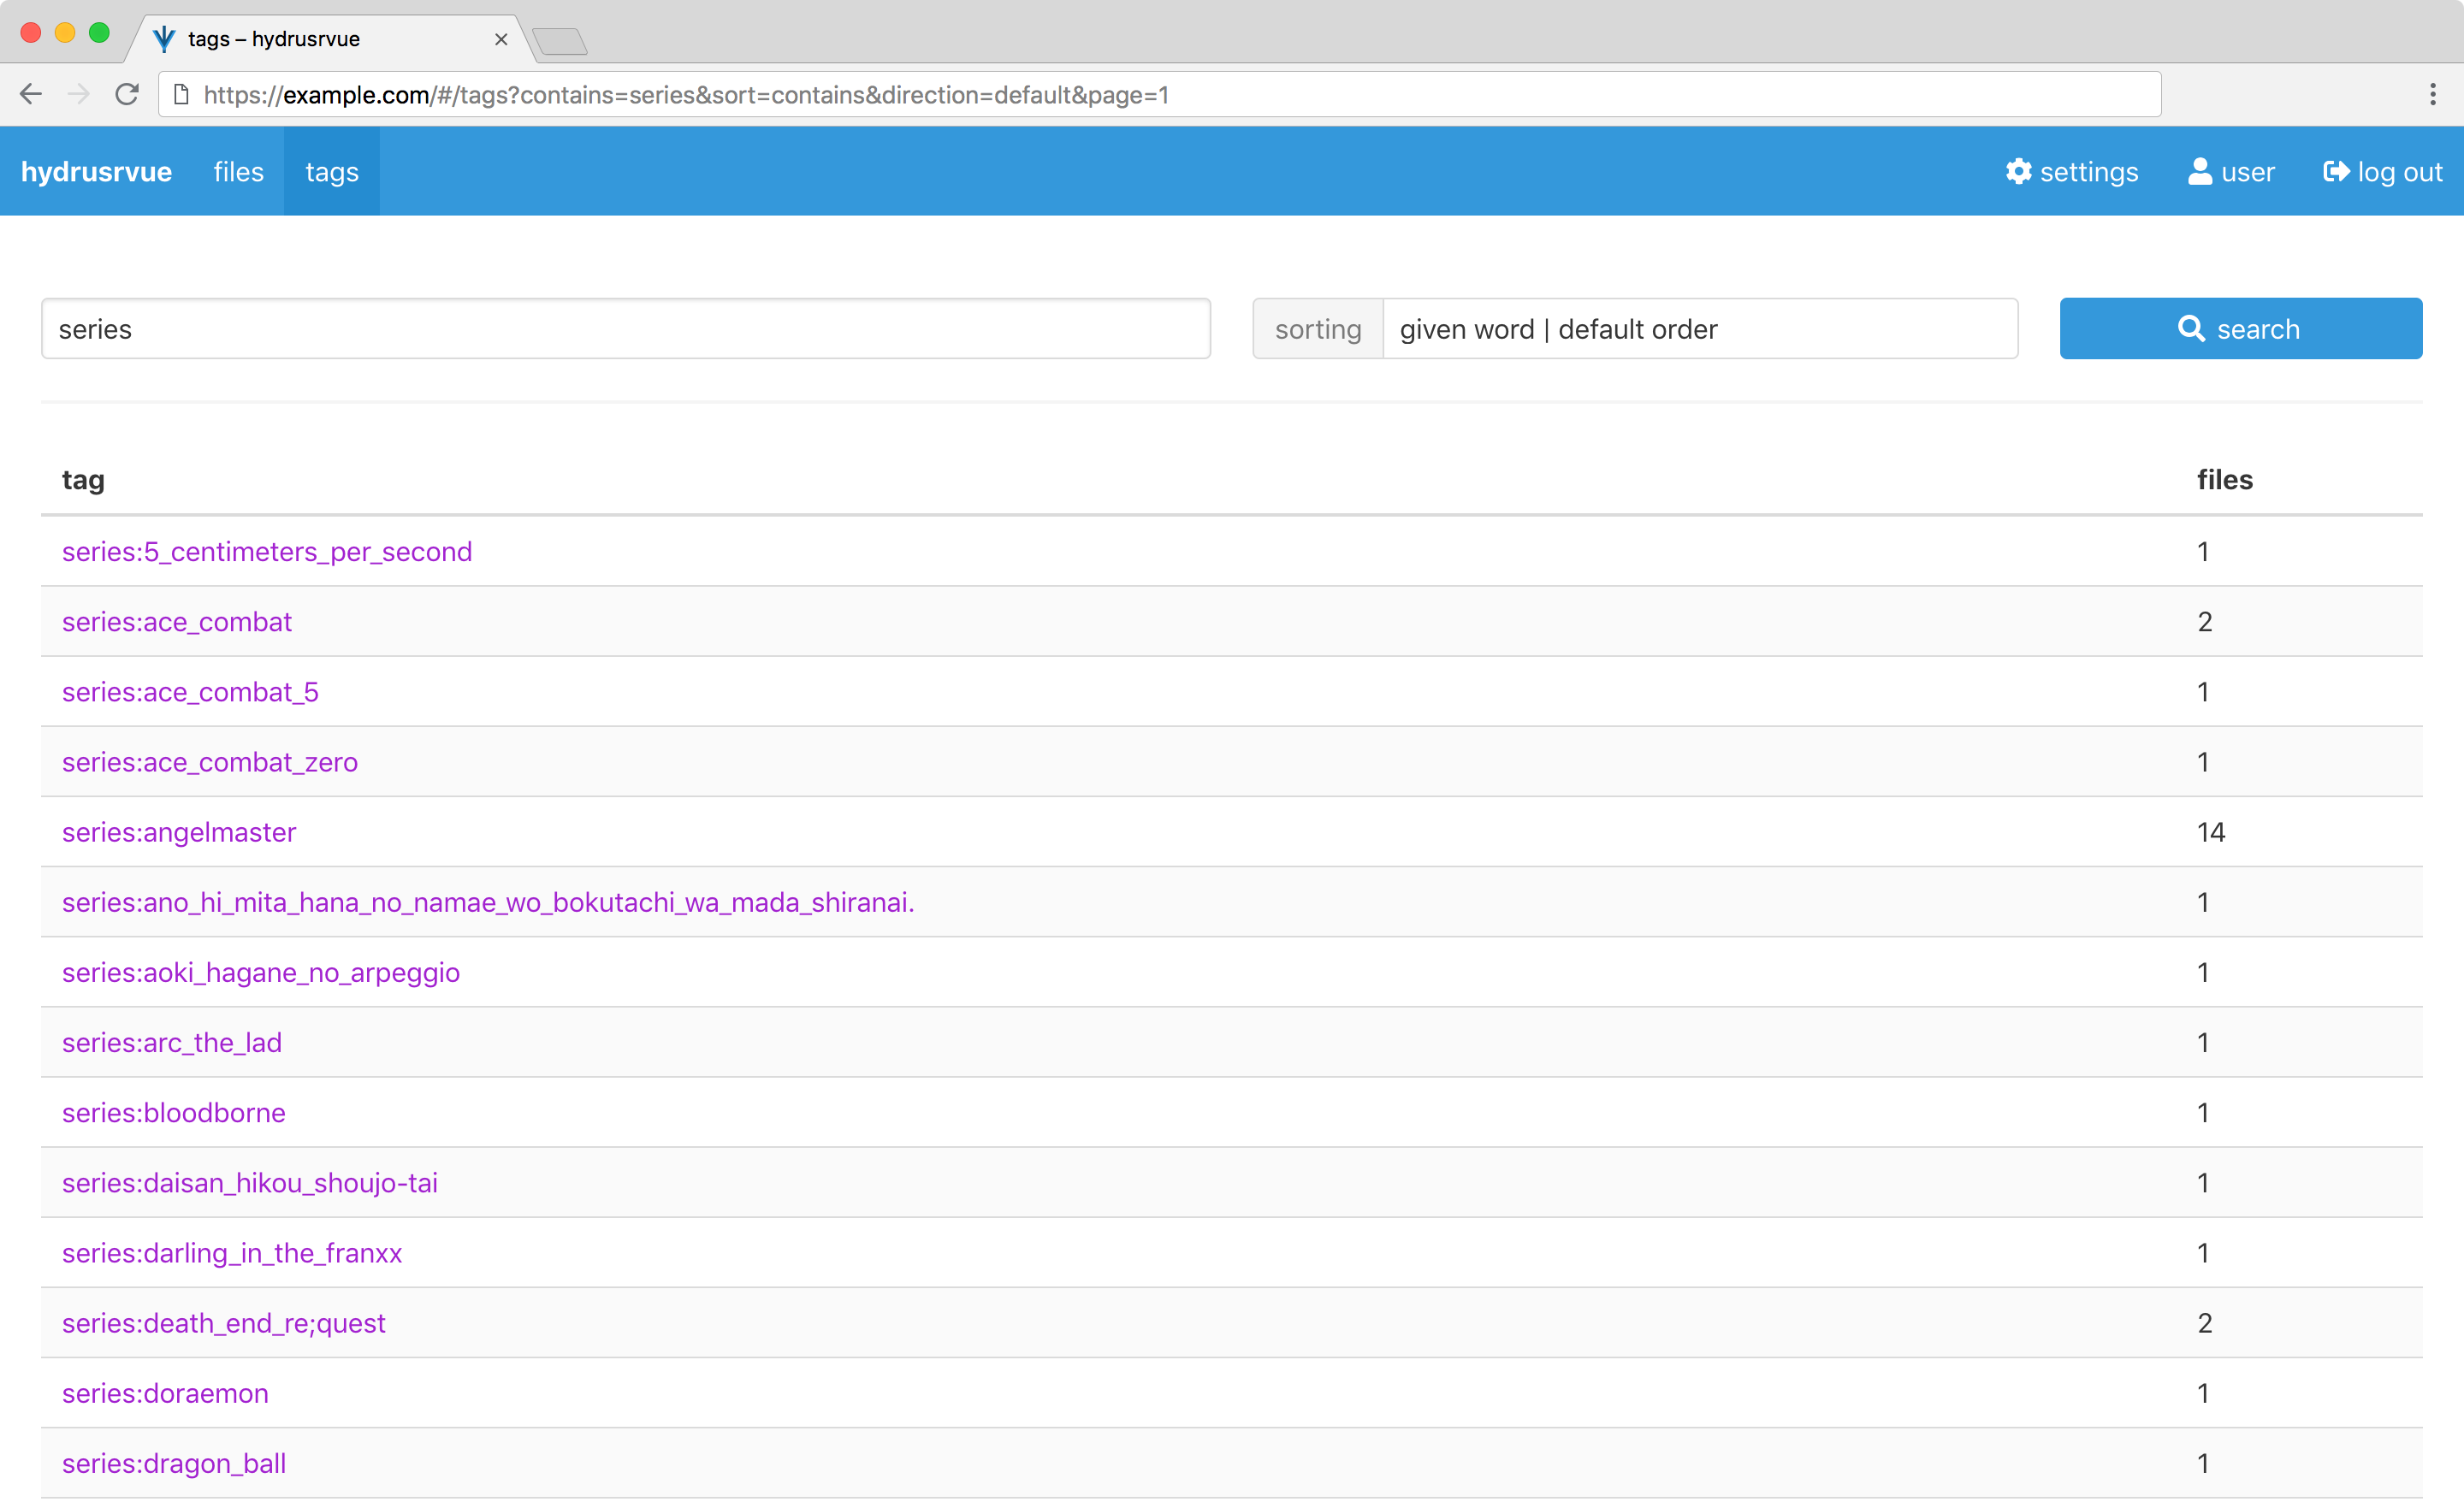 tags – hydrusrvue
https://example.com/#/tags?contains=series&sort=contains&direction=default&page=1
hydrusrvue files tags settings user log out
series sorting given word | default order search
tag files
series:5_centimeters_per_second 1
series:ace_combat 2
series:ace_combat_5 1
series:ace_combat_zero 1
series:angelmaster 14
series:ano_hi_mita_hana_no_namae_wo_bokutachi_wa_mada_shiranai. 1
series:aoki_hagane_no_arpeggio 1
series:arc_the_lad 1
series:bloodborne 1
series:daisan_hikou_shoujo-tai 1
series:darling_in_the_franxx 1
series:death_end_re;quest 2
series:doraemon 1
series:dragon_ball 1